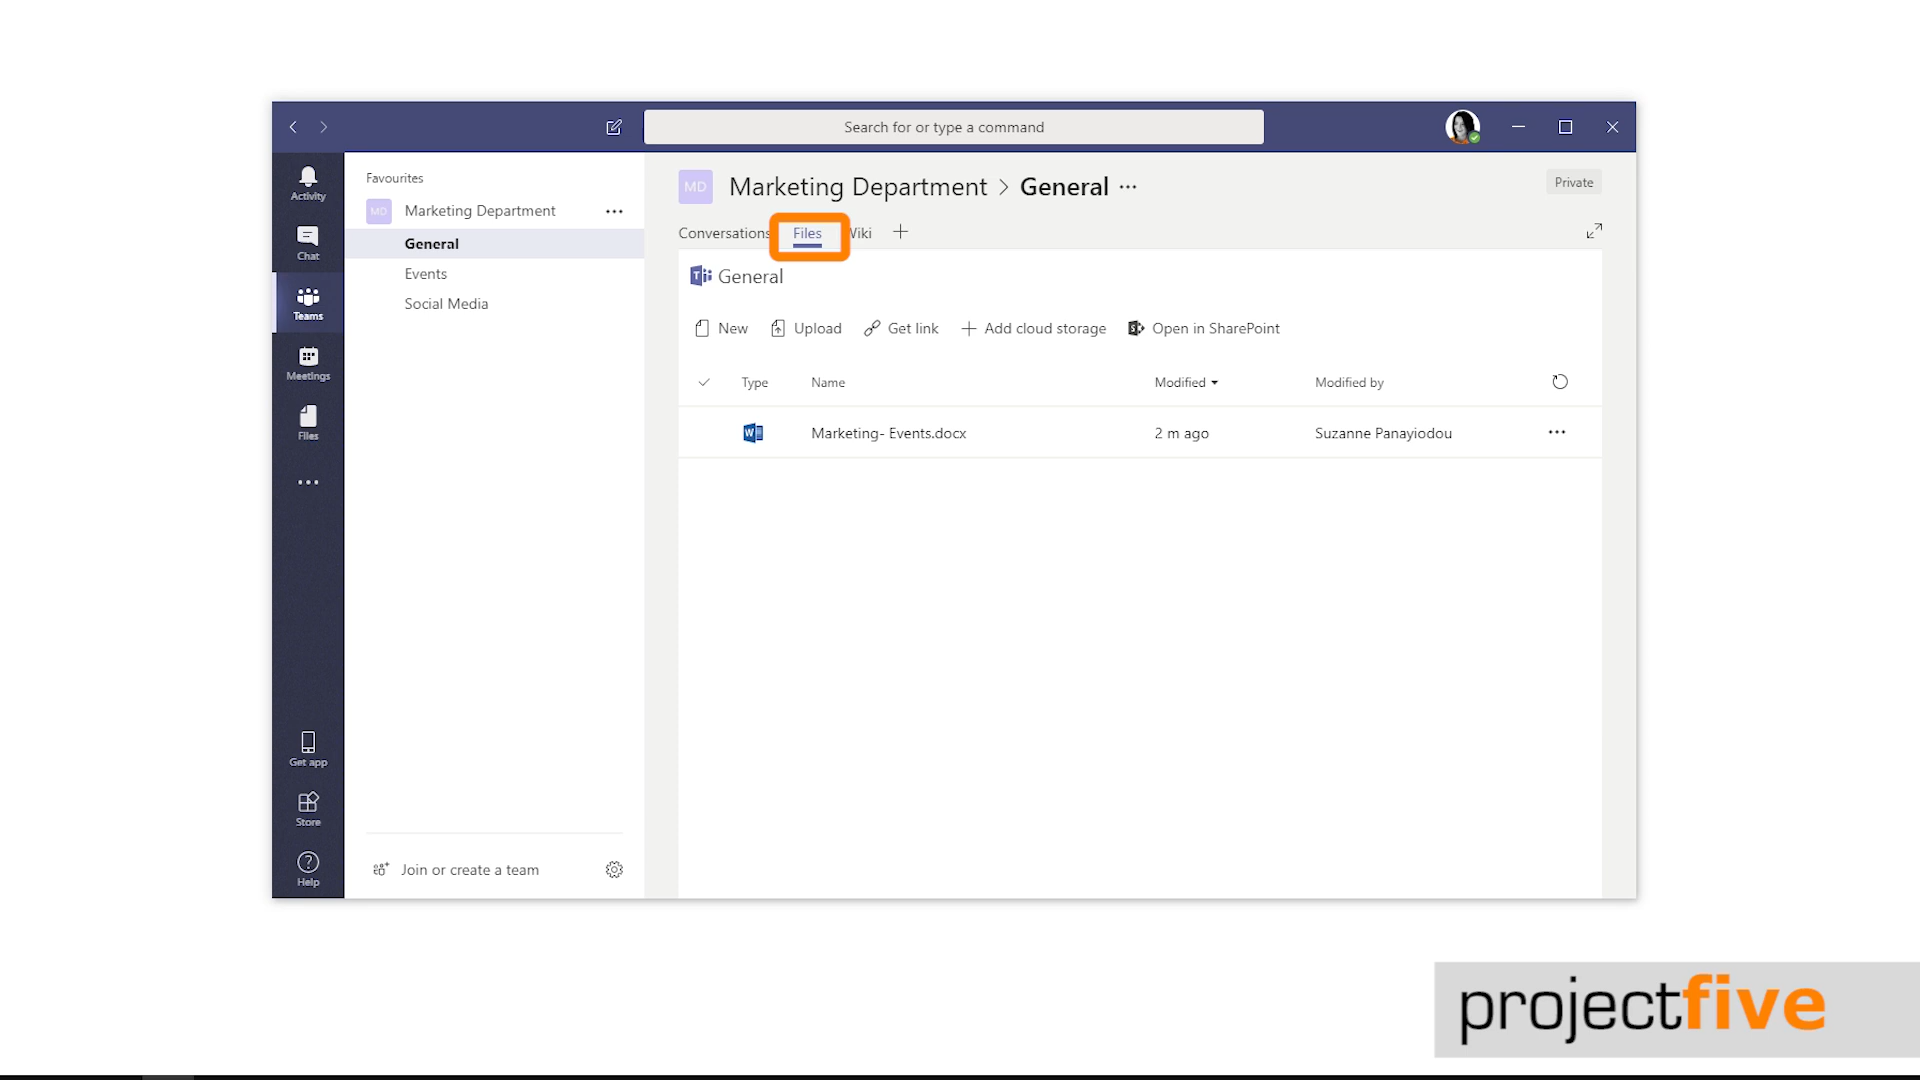 Search for or type a command
Activity
Chat
Teams
Meetings
Files
Get app
Store
Help
Favourites
MD Marketing Department
General
Events
Social Media
Join or create a team
MD Marketing Department > General
Private
Conversations Files Wiki
General
New Upload Get link Add cloud storage Open in SharePoint
Type Name Modified Modified by
Marketing- Events.docx 2 m ago Suzanne Panayiodou
projectfive